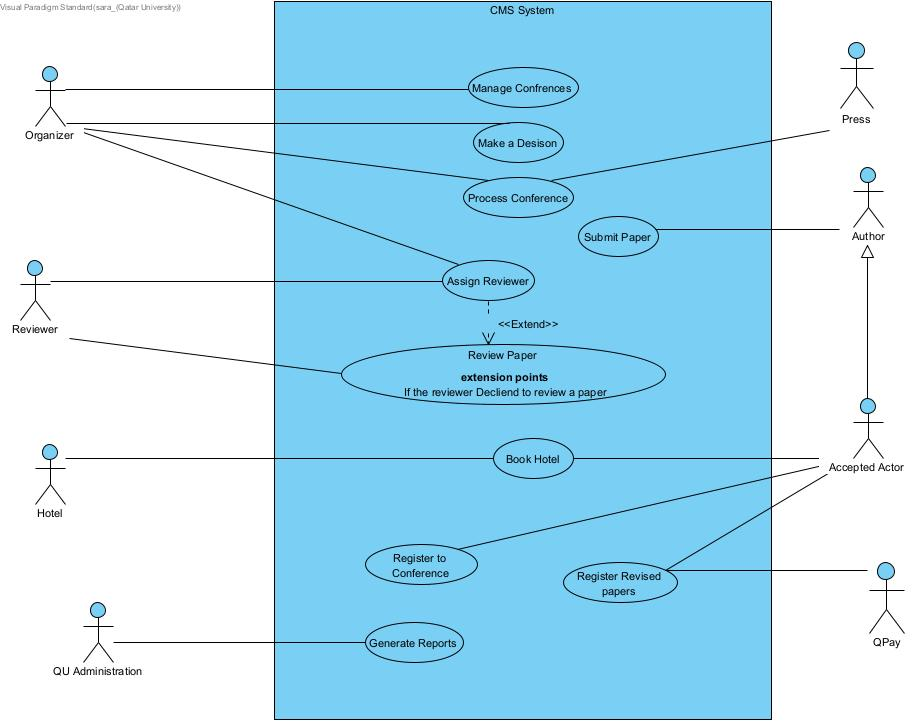 Visual Paradigm Standard(sara_(Qatar University))
CMS System
Manage Confrences
Press
Organizer
Make a Desison
Process Conference
Submit Paper
Author
Assign Reviewer
<<Extend>>
Reviewer
Review Paper
extension points
If the reviewer Decliend to review a paper
Book Hotel
Accepted Actor
Hotel
Register to
Conference
Register Revised
papers
Generate Reports
QPay
QU Administration